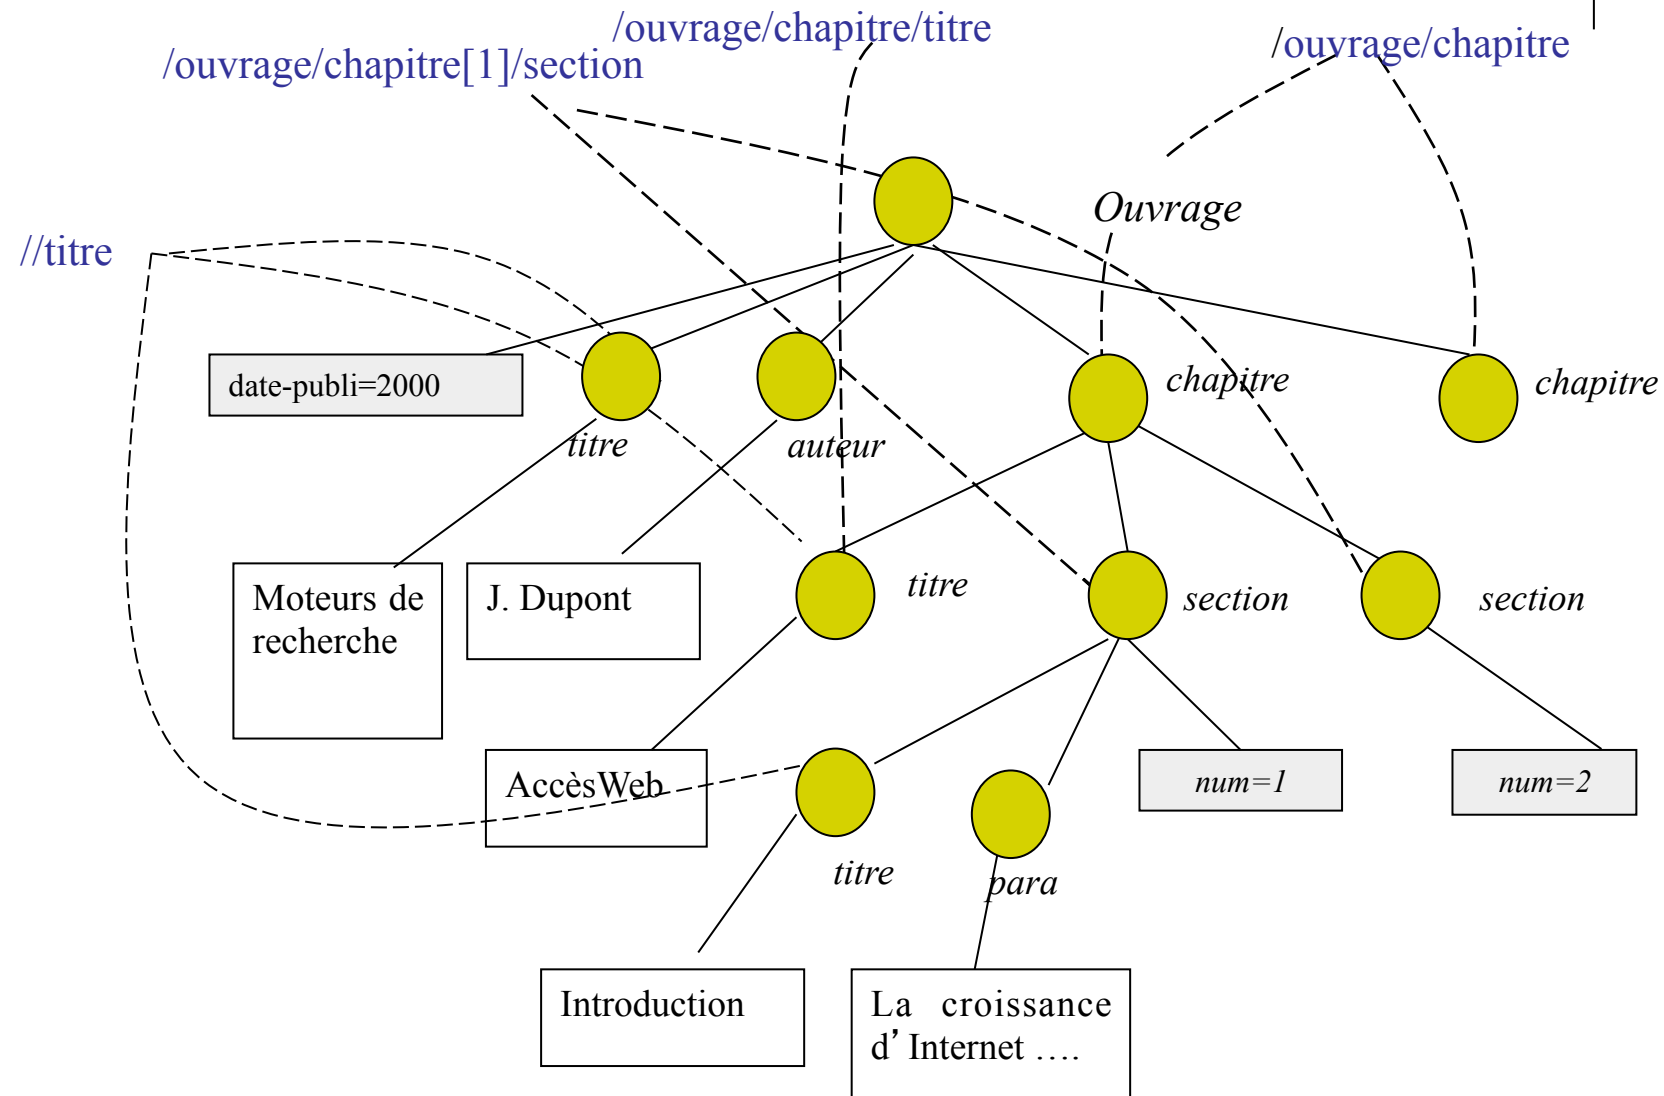 /ouvrage/chapitre/titre
/ouvrage/chapitre
/ouvrage/chapitre[1]/section
Ouvrage
//titre
date-publi=2000
titre
auteur
chapitre
chapitre
Moteurs de
recherche
J. Dupont
titre
section
section
AccèsWeb
num=1
num=2
titre
para
Introduction
La croissance
d’Internet ….